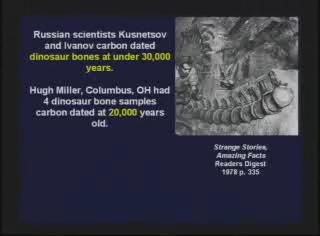 Russian scientists Kusnetsov
and Ivanov carbon dated
dinosaur bones at under 30,000
years.
Hugh Miller, Columbus, OH had
4 dinosaur bone samples
carbon dated at 20,000 years
old.
Strange Stories,
Amazing Facts
Readers Digest
1978 p. 335